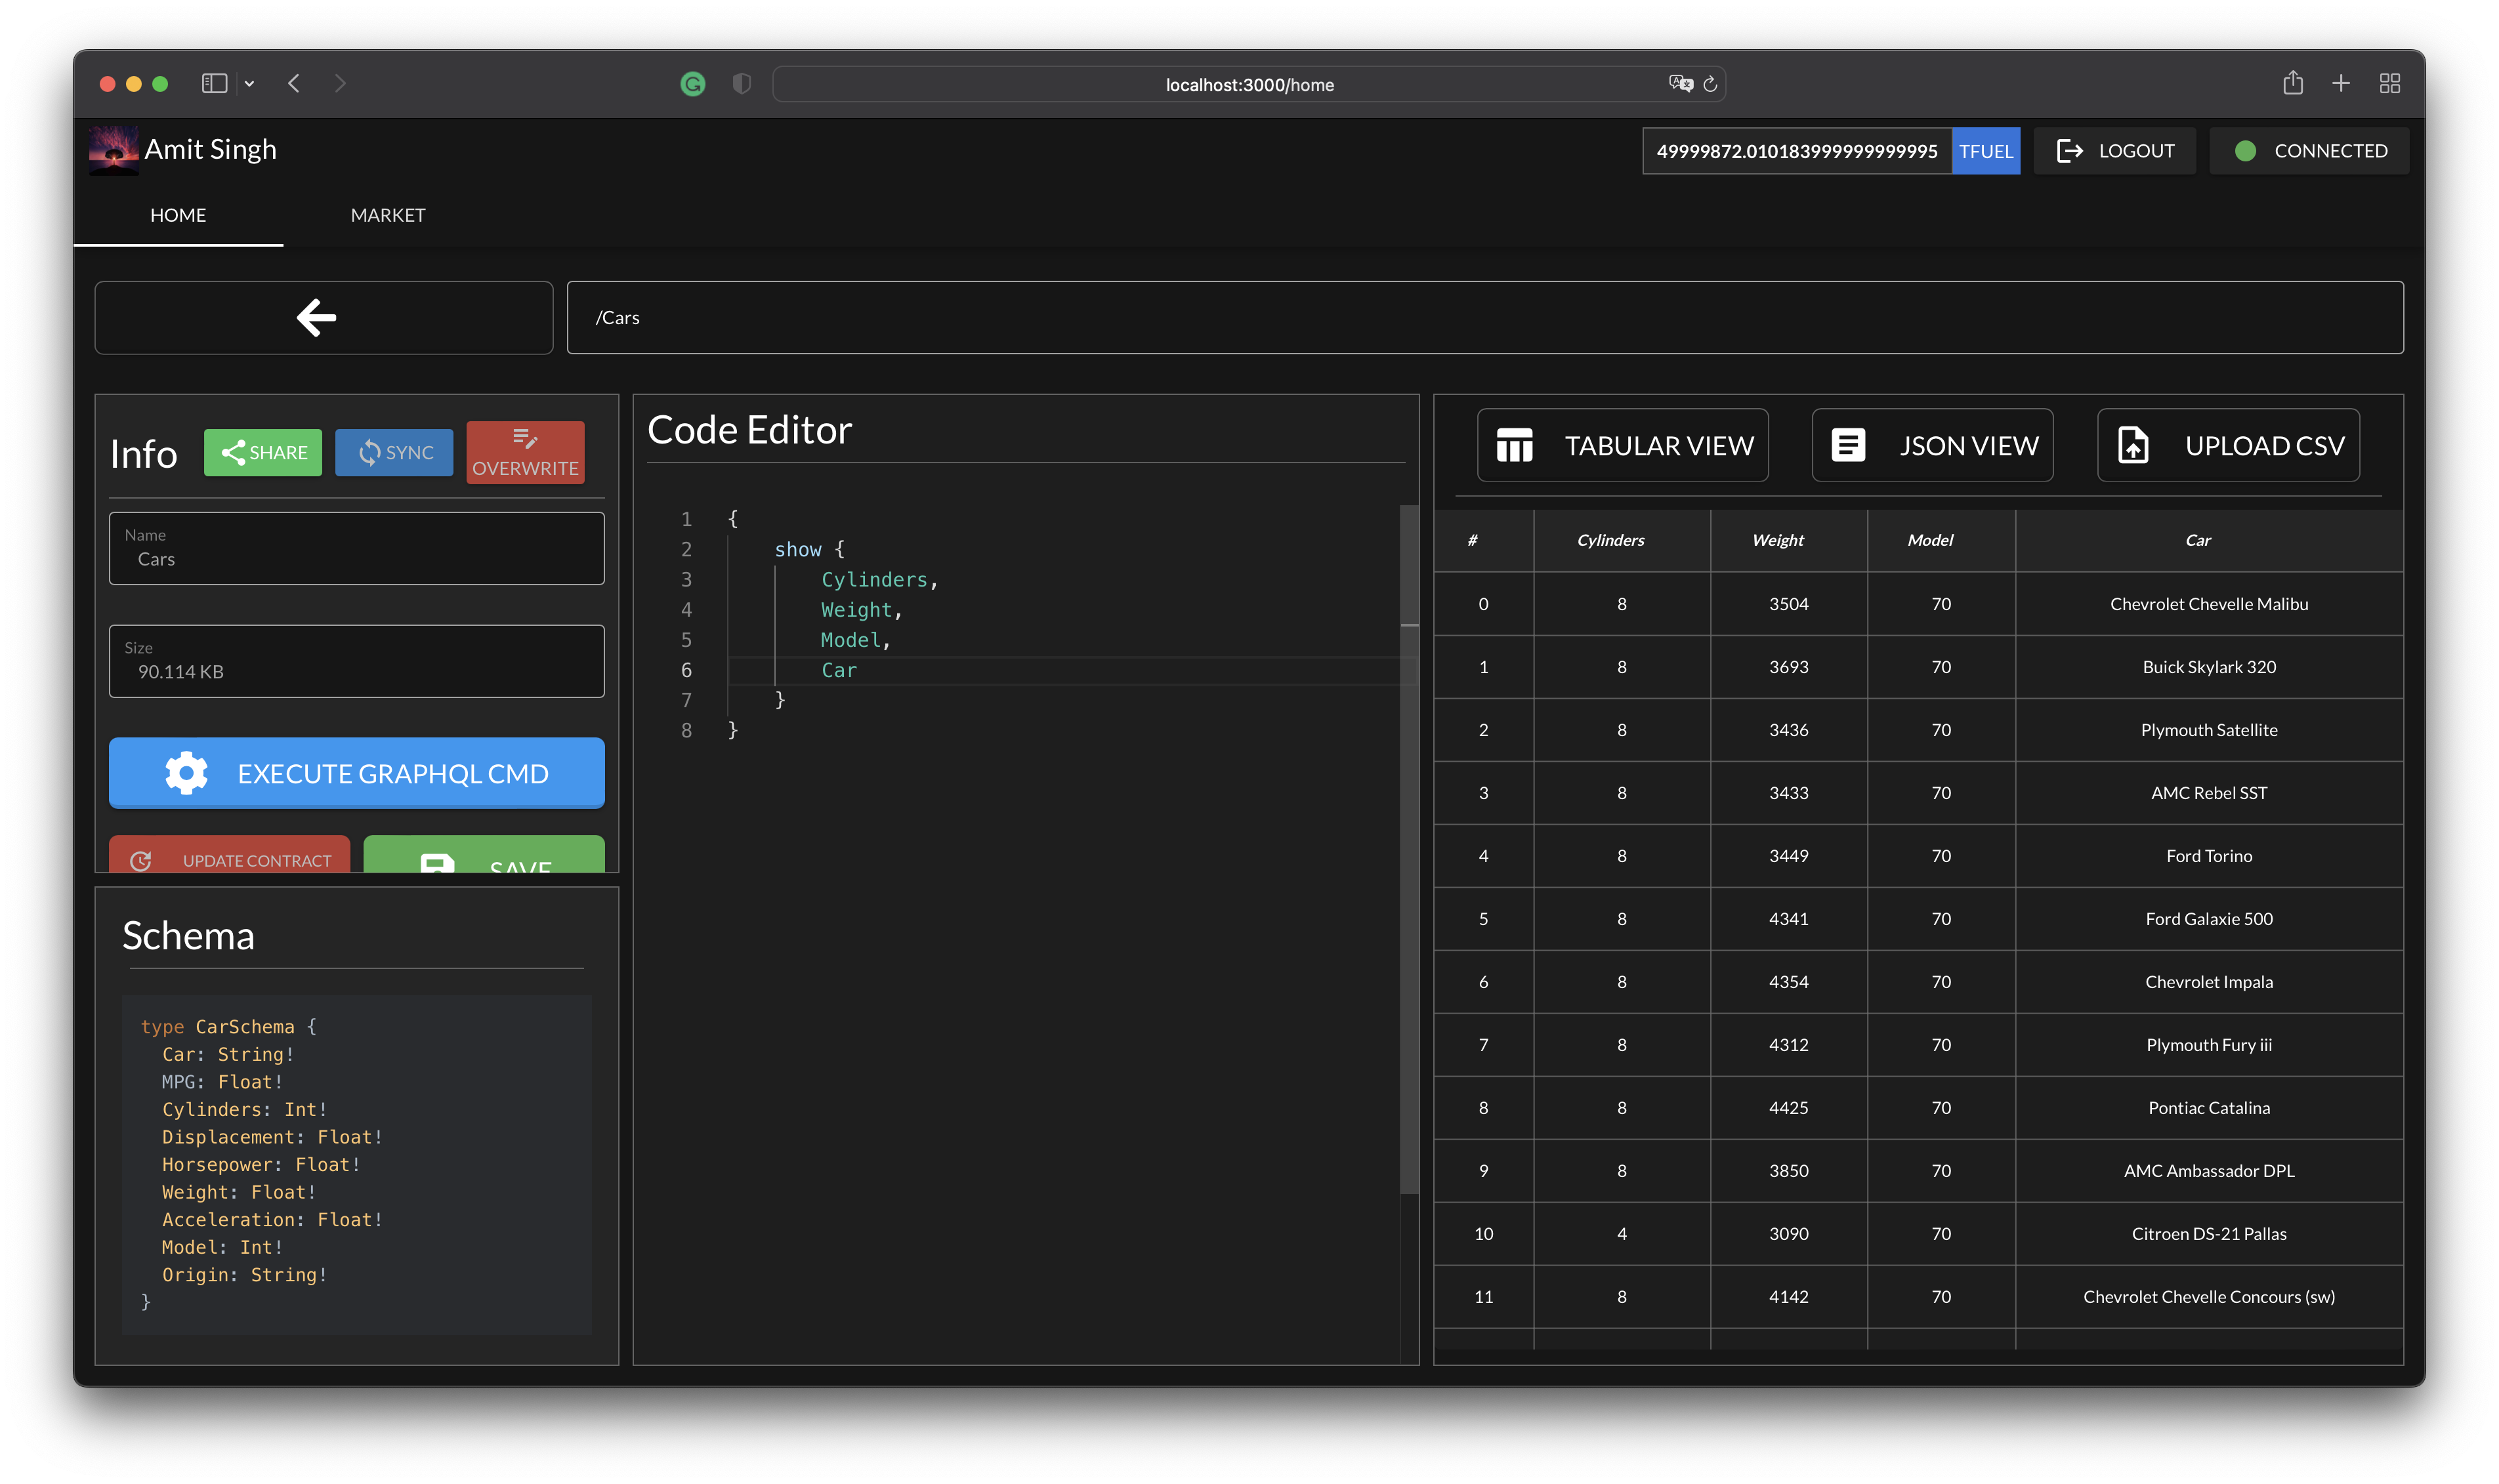 localhost:3000/home
Amit Singh
49999872.010183999999999995 TFUEL LOGOUT CONNECTED
HOME MARKET
/Cars
Info SHARE SYNC OVERWRITE
Name
Cars
Size
90.114 KB
EXECUTE GRAPHQL CMD
UPDATE CONTRACT SAVE
Schema
type CarSchema {
Car: String!
MPG: Float!
Cylinders: Int!
Displacement: Float!
Horsepower: Float!
Weight: Float!
Acceleration: Float!
Model: Int!
Origin: String!
}
Code Editor
1 {
2 show {
3 Cylinders,
4 Weight,
5 Model,
6 Car
7 }
8 }
TABULAR VIEW JSON VIEW UPLOAD CSV
# Cylinders Weight Model Car
0 8 3504 70 Chevrolet Chevelle Malibu
1 8 3693 70 Buick Skylark 320
2 8 3436 70 Plymouth Satellite
3 8 3433 70 AMC Rebel SST
4 8 3449 70 Ford Torino
5 8 4341 70 Ford Galaxie 500
6 8 4354 70 Chevrolet Impala
7 8 4312 70 Plymouth Fury iii
8 8 4425 70 Pontiac Catalina
9 8 3850 70 AMC Ambassador DPL
10 4 3090 70 Citroen DS-21 Pallas
11 8 4142 70 Chevrolet Chevelle Concours (sw)